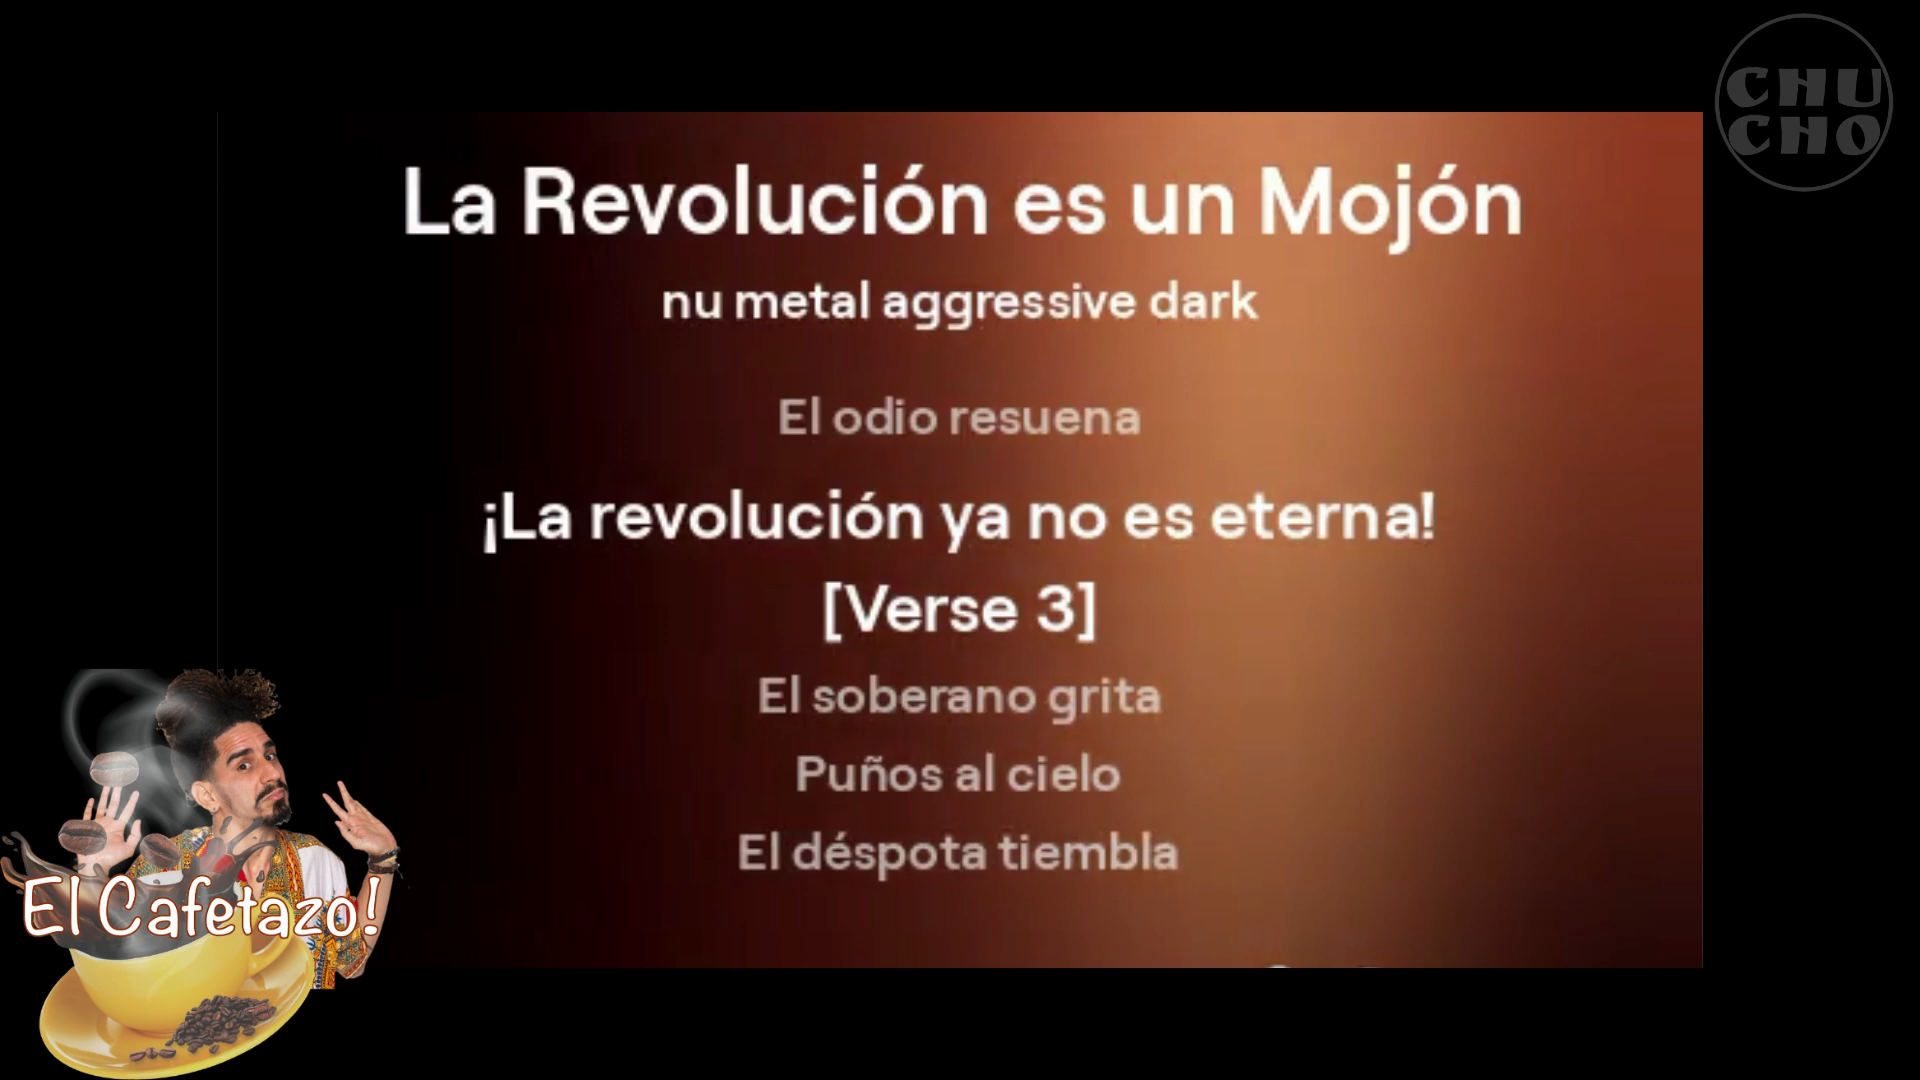 CHU
CHO
La Revolución es un Mojón
nu metal aggressive dark
El odio resuena
¡La revolución ya no es eterna!
[Verse 3]
El soberano grita
Puños al cielo
El déspota tiembla
El Cafetazo!